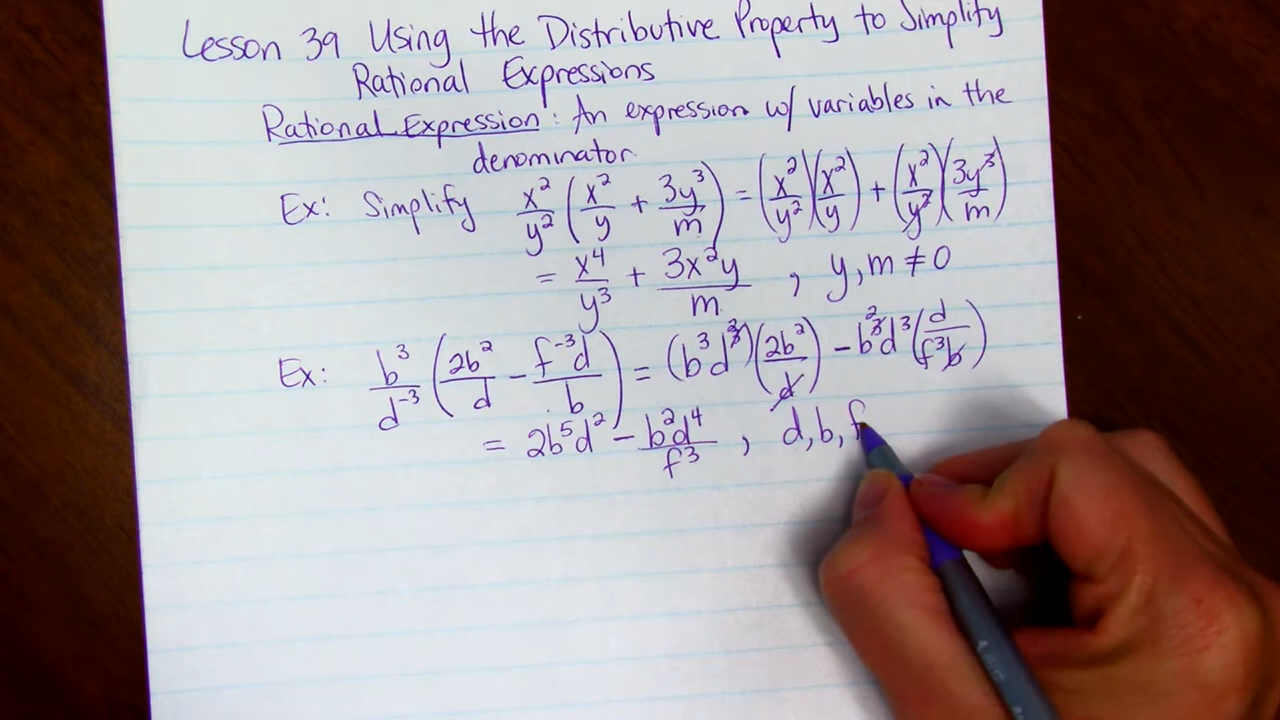 Lesson 39 Using the Distributive Property to Simplify
Rational Expressions
Rational Expression: An expression w/ variables in the
denominator
Ex: Simplify x²/y² (x²/y + 3y³/m) = (x²/y²)(x²/y) + (x²/y²)(3y³/m)
= x⁴/y³ + 3x²y/m , y, m ≠ 0
Ex: b³/d⁻³ (2b²/d - f⁻³d/b) = (b³d³)(2b²/d) - b³d³(d/f³b)
= 2b⁵d² - b²d⁴/f³ , d, b, f